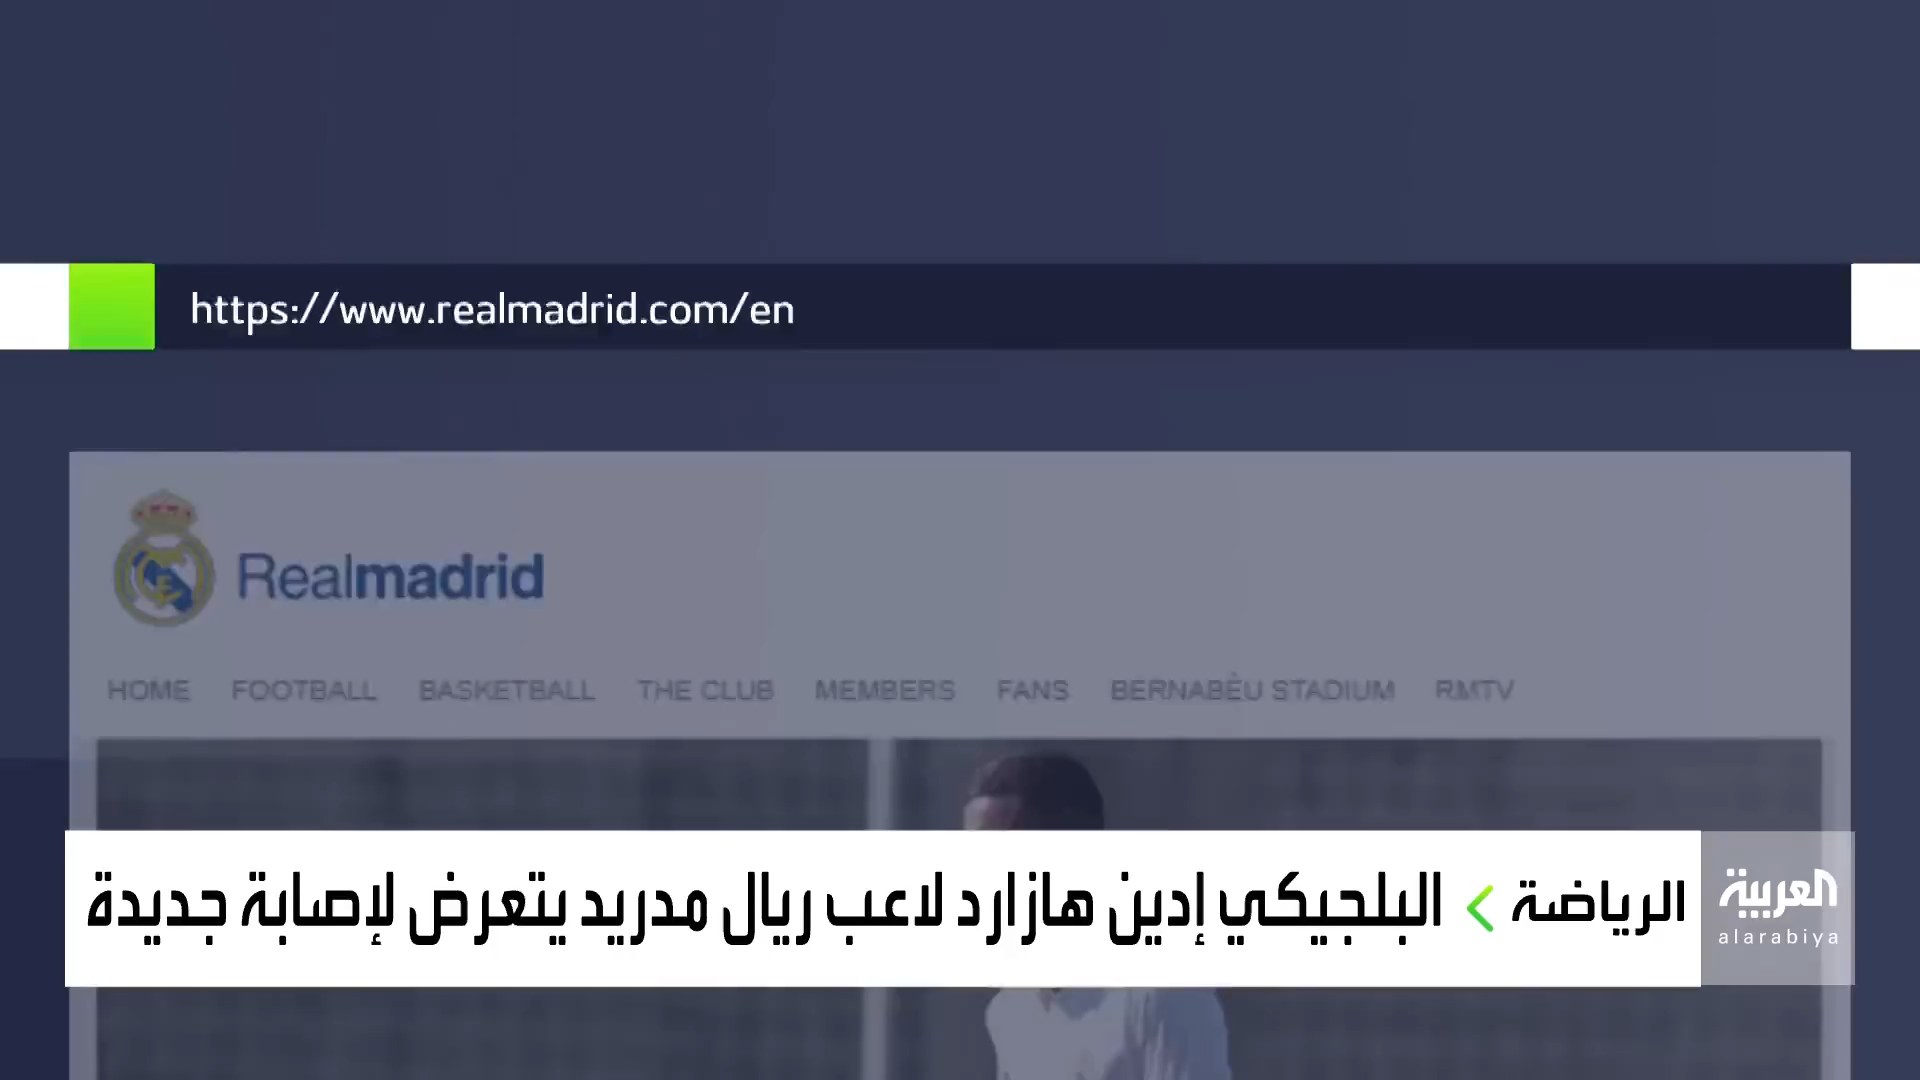 https://www.realmadrid.com/en
Realmadrid
HOME FOOTBALL BASKETBALL THE CLUB MEMBERS FANS BERNABÉU STADIUM RMTV
الرياضة > البلجيكي إدين هازارد لاعب ريال مدريد يتعرض لإصابة جديدة
العربية
alarabiya